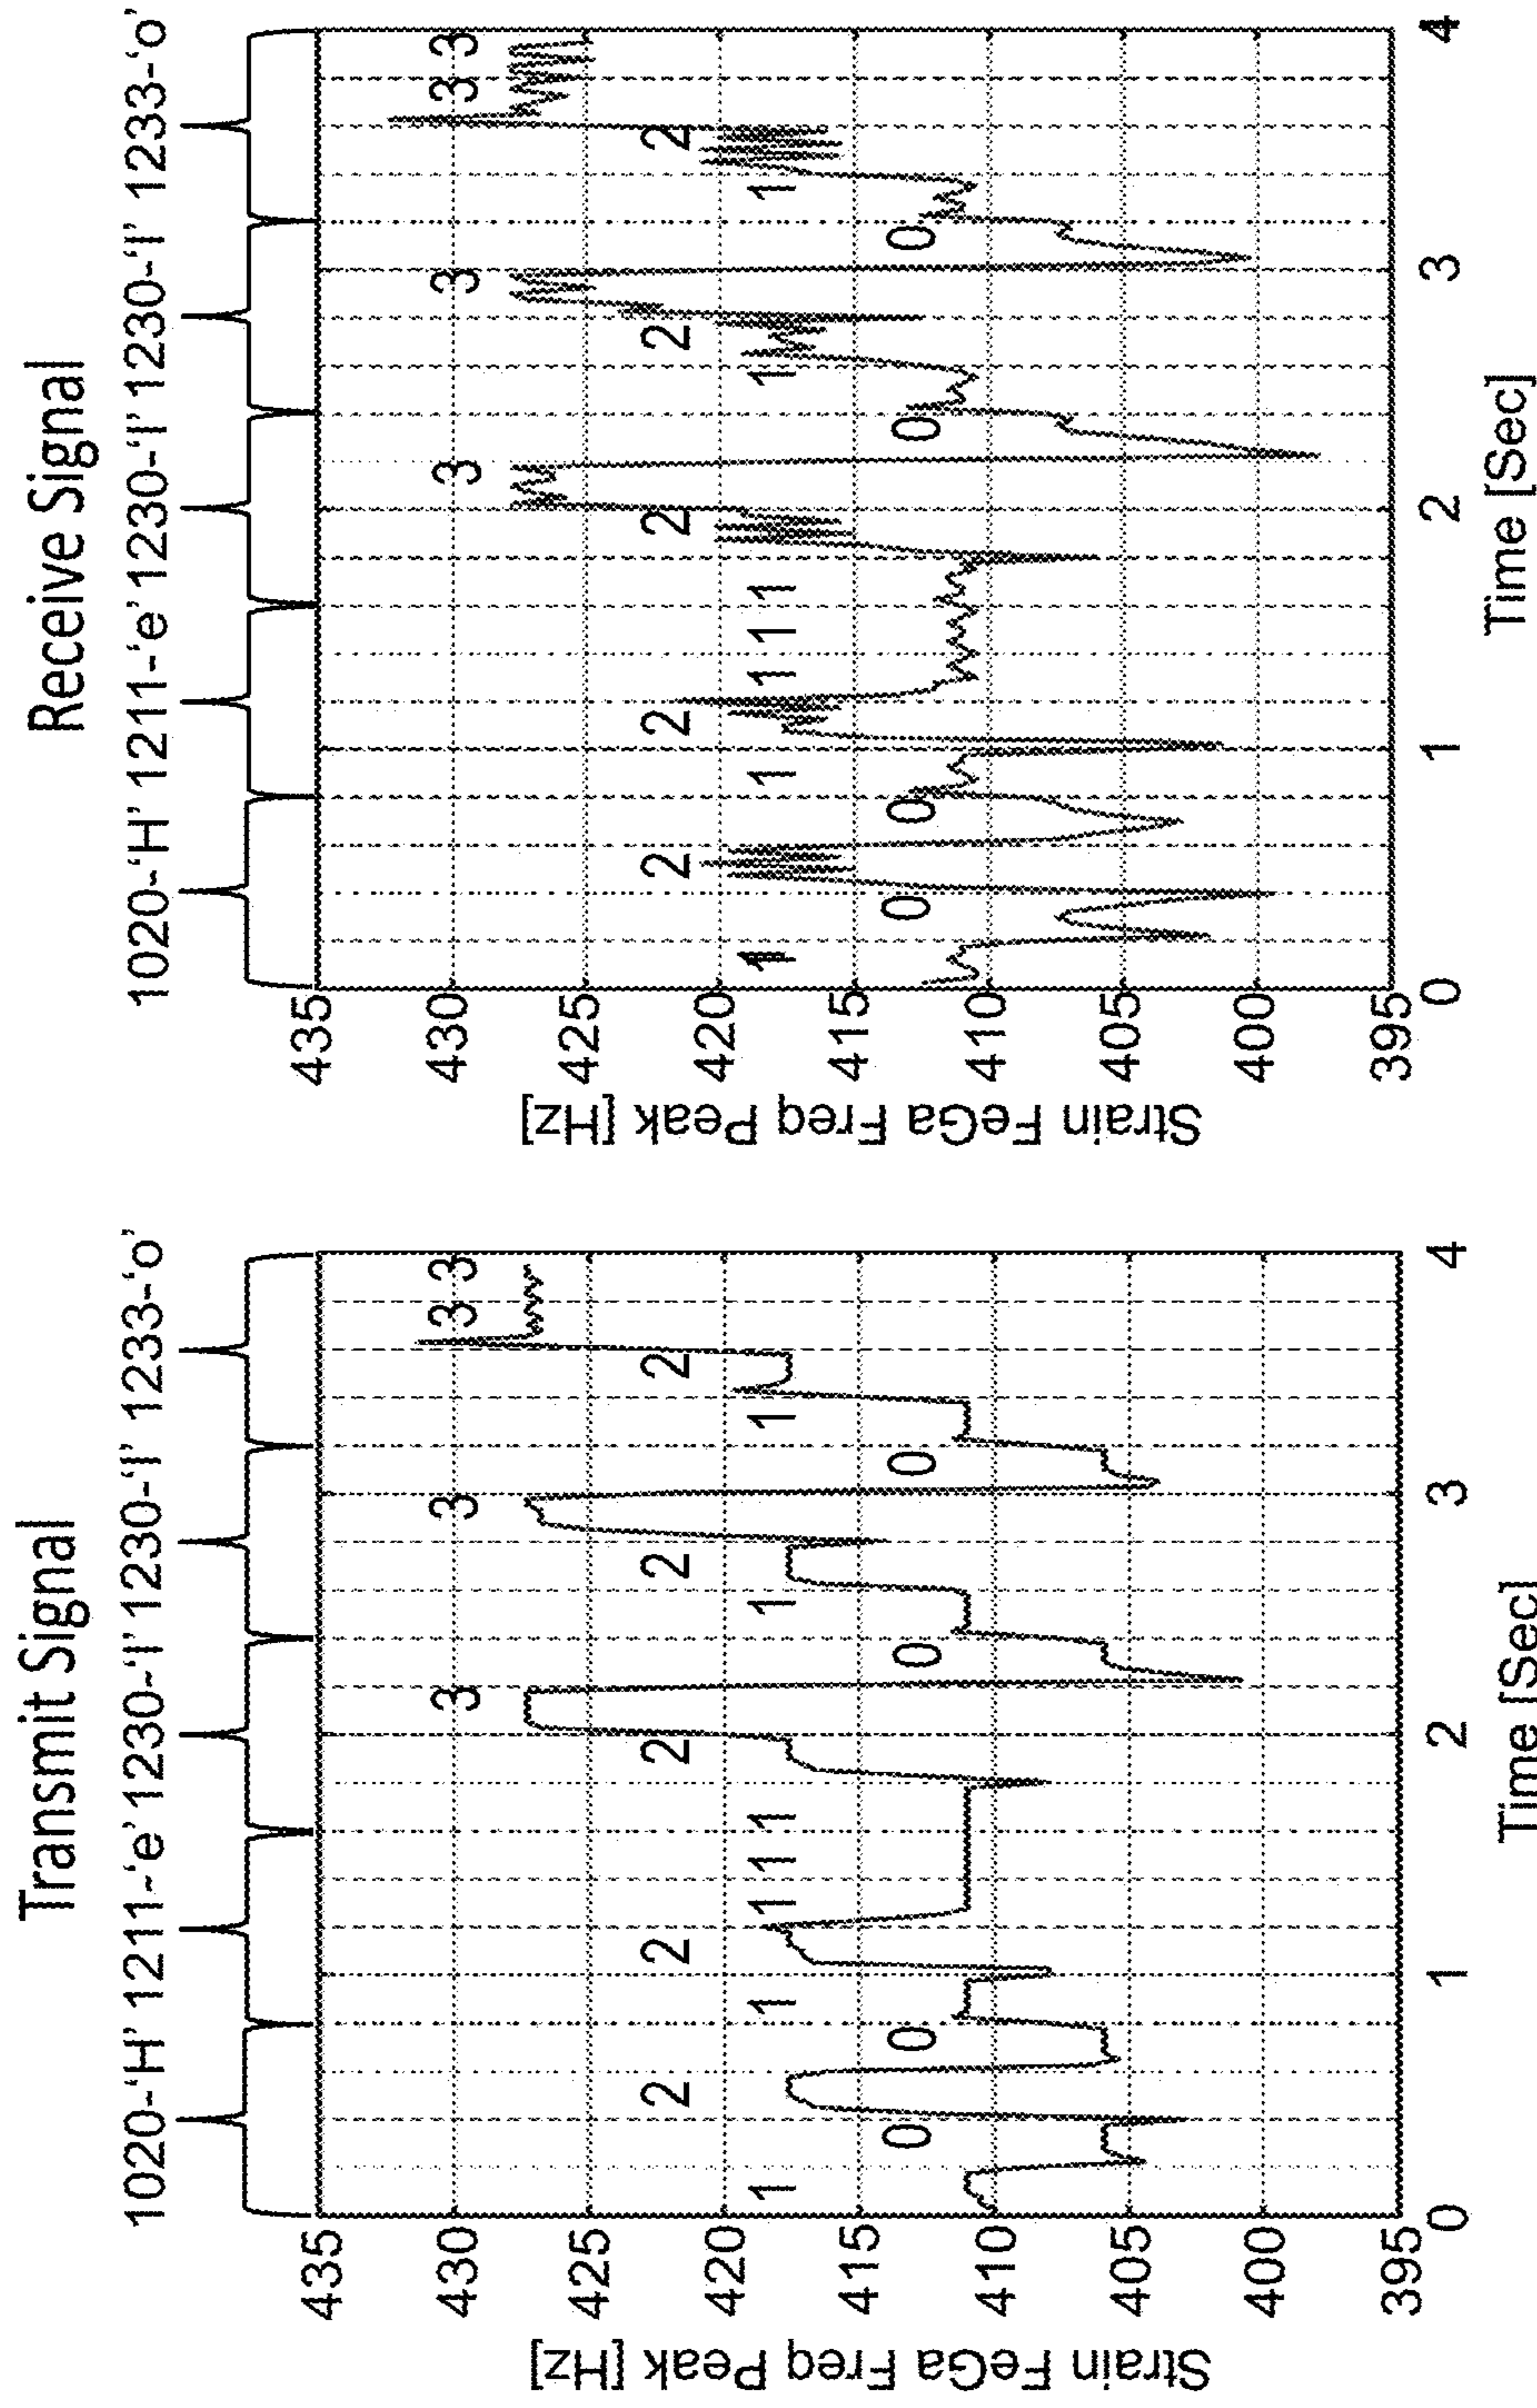 Transmit Signal
1020-‘H’ 1211-‘e’ 1230-‘l’ 1230-‘l’ 1233-‘o’
435
430
425
420
415
410
405
400
395
Strain FeGa Freq Peak [Hz]
1 0 2 0 1 2 1 1 1 2 3 0 1 2 3 0 1 2 3 3
0 1 2 3 4
Time [Sec]
Receive Signal
1020-‘H’ 1211-‘e’ 1230-‘l’ 1230-‘l’ 1233-‘o’
435
430
425
420
415
410
405
400
395
Strain FeGa Freq Peak [Hz]
1 0 2 0 1 2 1 1 1 2 3 0 1 2 3 0 1 2 3 3
0 1 2 3 4
Time [Sec]